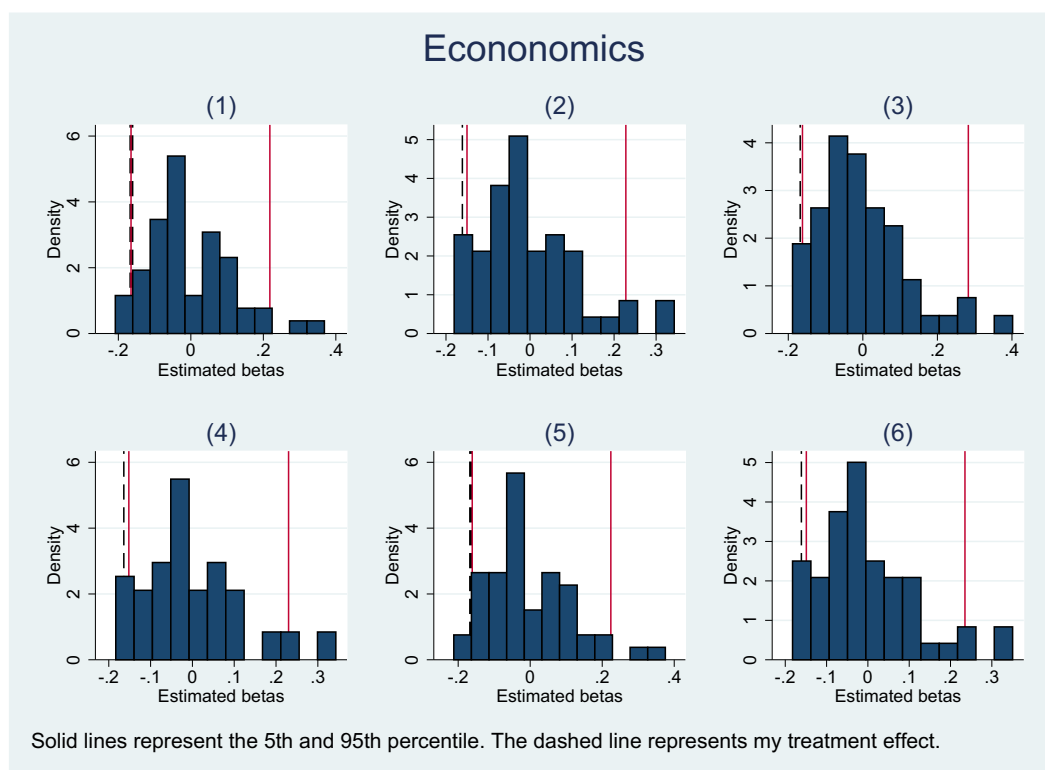 Econonomics
(1)
Density
0 2 4 6
-.2 0 .2 .4
Estimated betas
(2)
Density
0 1 2 3 4 5
-.2 -.1 0 .1 .2 .3
Estimated betas
(3)
Density
0 1 2 3 4
-.2 0 .2 .4
Estimated betas
(4)
Density
0 2 4 6
-.2 -.1 0 .1 .2 .3
Estimated betas
(5)
Density
0 2 4 6
-.2 0 .2 .4
Estimated betas
(6)
Density
0 1 2 3 4 5
-.2 -.1 0 .1 .2 .3
Estimated betas
Solid lines represent the 5th and 95th percentile. The dashed line represents my treatment effect.